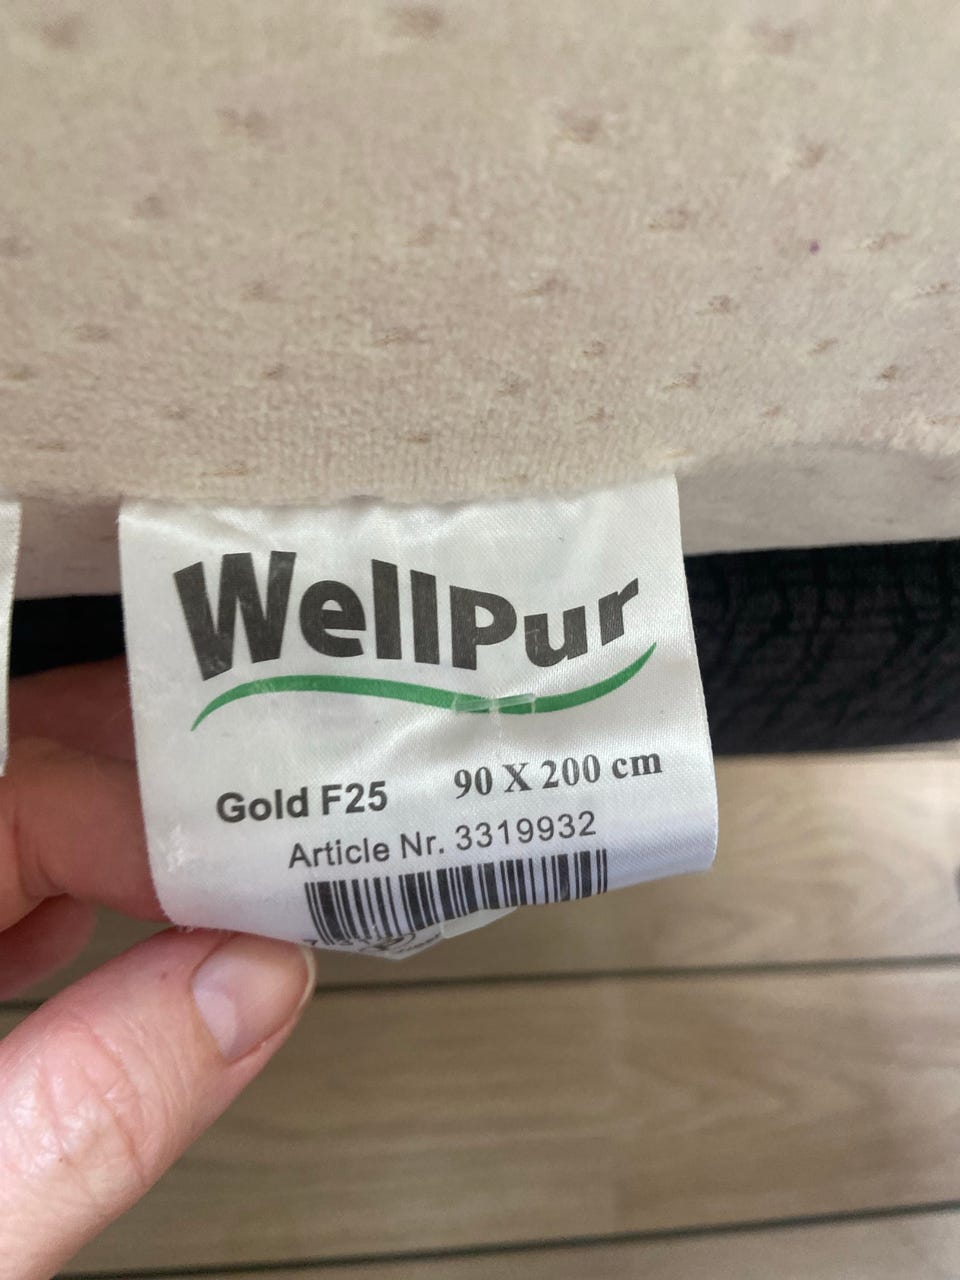 WellPur
Gold F25 90 X 200 cm
Article Nr. 3319932